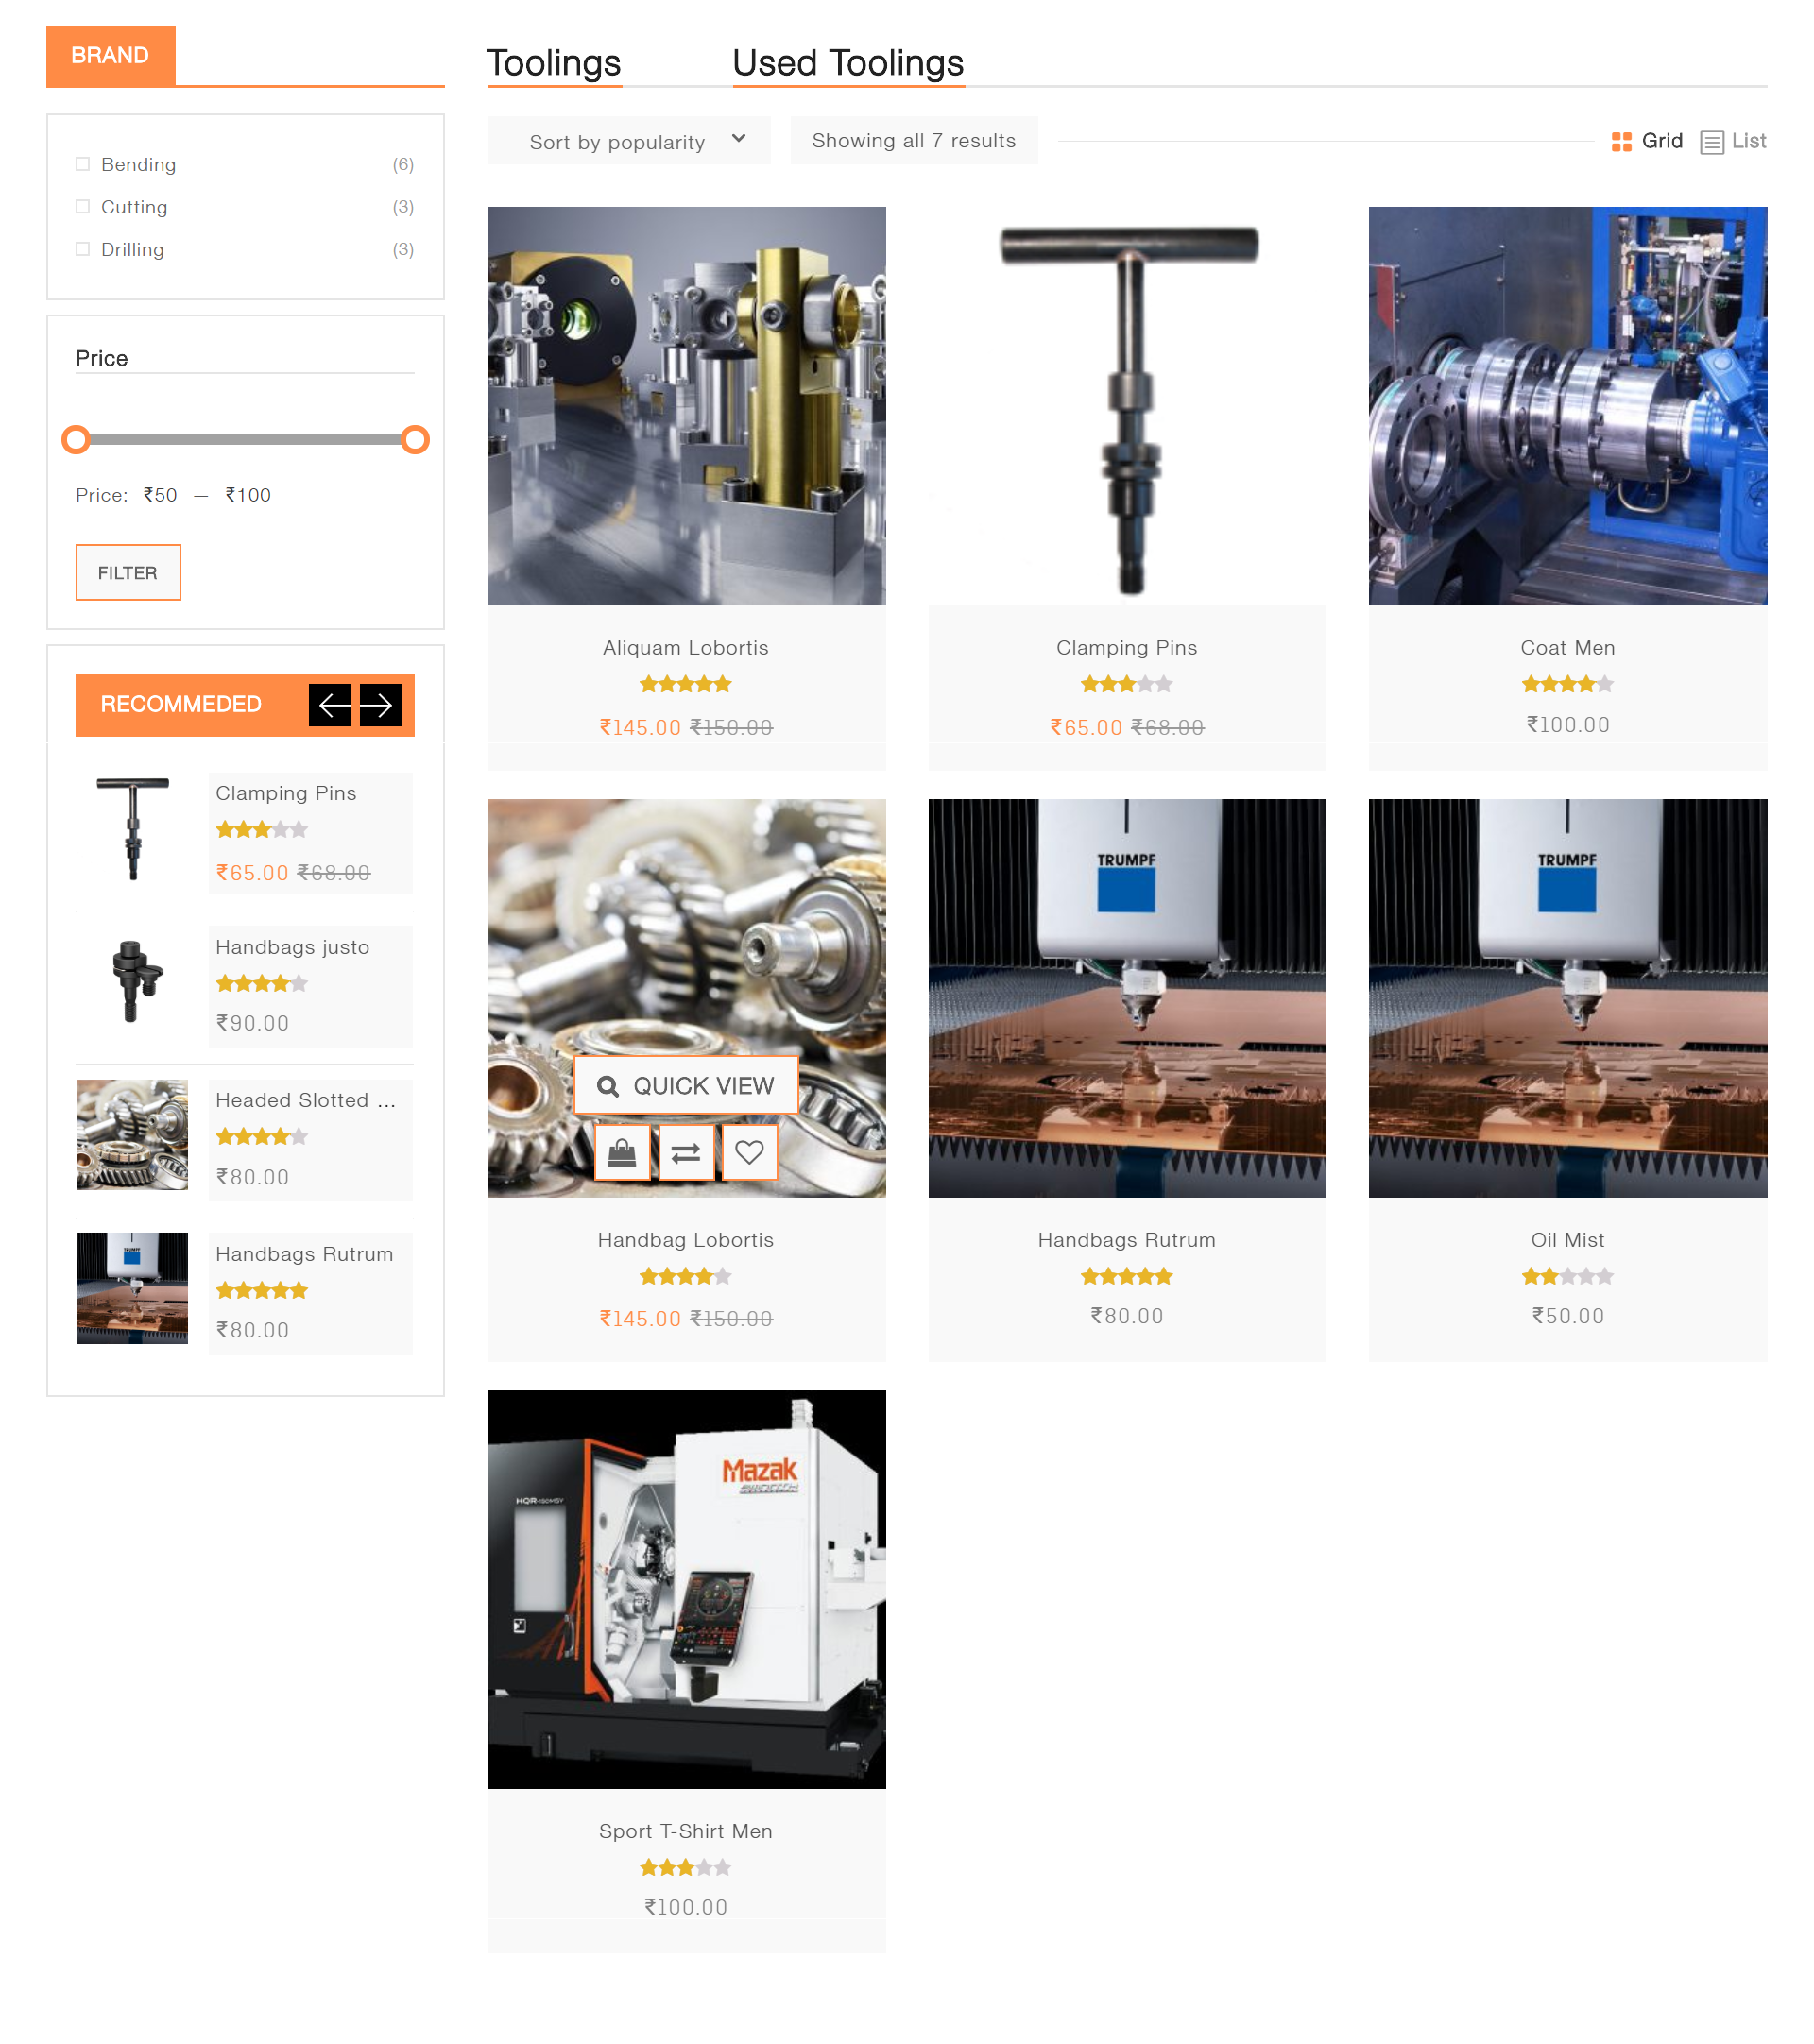 BRAND
Bending (6)
Cutting (3)
Drilling (3)
Price
Price: ₹50 — ₹100
FILTER
RECOMMEDED
Clamping Pins
₹65.00 ₹68.00
Handbags justo
₹90.00
Headed Slotted ...
₹80.00
TRUMPF
Handbags Rutrum
₹80.00
Toolings Used Toolings
Sort by popularity Showing all 7 results Grid List
Aliquam Lobortis
₹145.00 ₹150.00
Clamping Pins
₹65.00 ₹68.00
Coat Men
₹100.00
QUICK VIEW
Handbag Lobortis
₹145.00 ₹150.00
TRUMPF
Handbags Rutrum
₹80.00
TRUMPF
Oil Mist
₹50.00
Mazak
HQR-150MSY
Sport T-Shirt Men
₹100.00